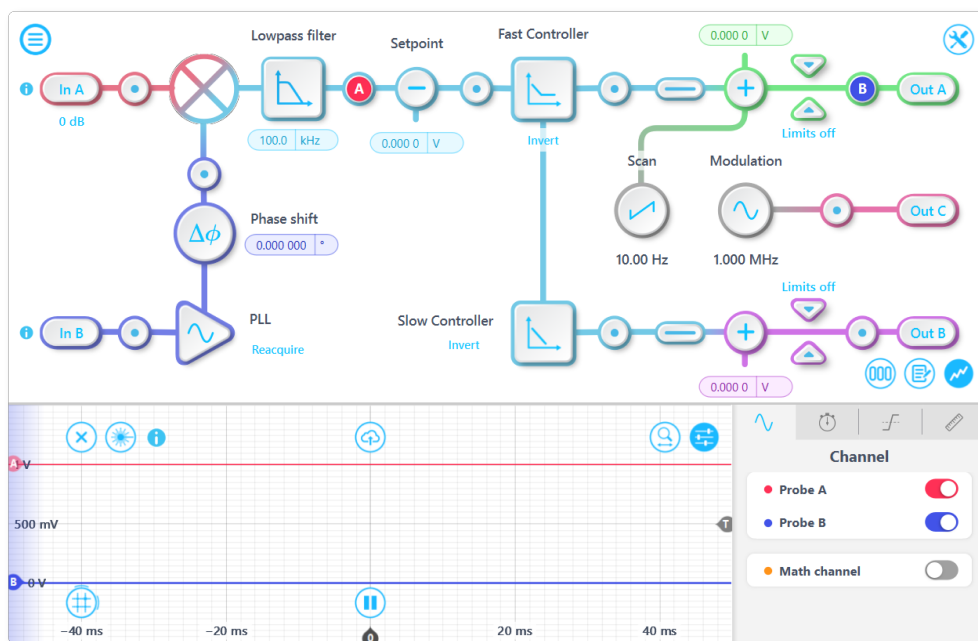 Lowpass filter
Setpoint
Fast Controller
0.000 0 V
In A
A
B
Out A
0 dB
100.0 kHz
0.000 0 V
Invert
Limits off
Scan
Modulation
Phase shift
Δϕ
0.000 000 °
Out C
10.00 Hz
1.000 MHz
Limits off
PLL
Slow Controller
In B
Reacquire
Invert
Out B
0.000 0 V
A 1 V
500 mV
T
B 0 V
−40 ms
−20 ms
0
20 ms
40 ms
Channel
Probe A
Probe B
Math channel